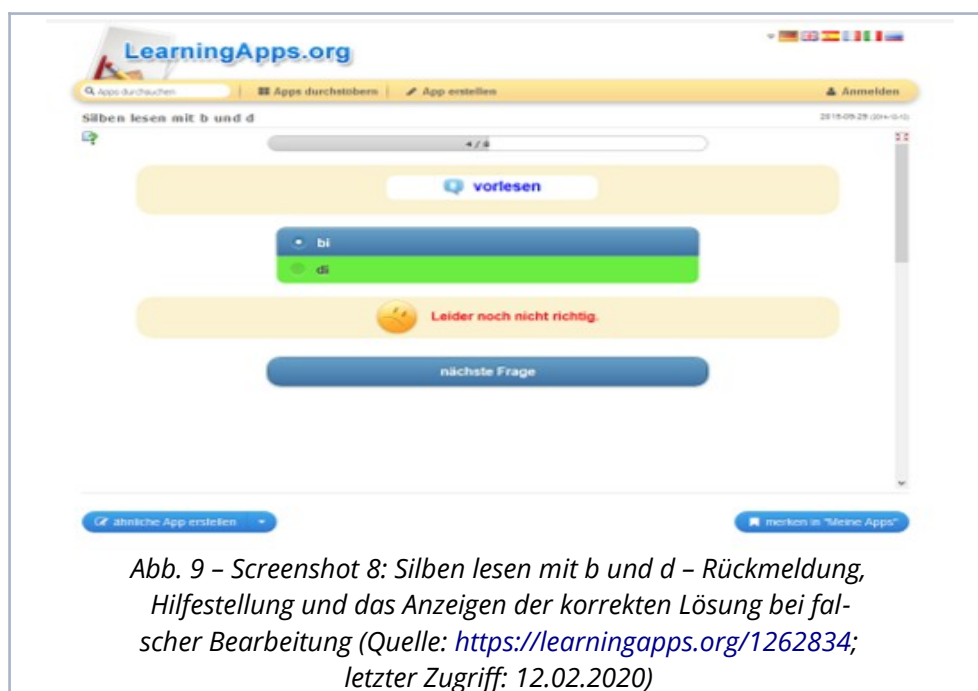 LearningApps.org
Apps durchsuchen Apps durchstöbern App erstellen Anmelden
Silben lesen mit b und d
4 / 8
vorlesen
bi
di
Leider noch nicht richtig.
nächste Frage
ähnliche App erstellen merken in "Meine Apps"
Abb. 9 – Screenshot 8: Silben lesen mit b und d – Rückmeldung,
Hilfestellung und das Anzeigen der korrekten Lösung bei fal-
scher Bearbeitung (Quelle: https://learningapps.org/1262834;
letzter Zugriff: 12.02.2020)